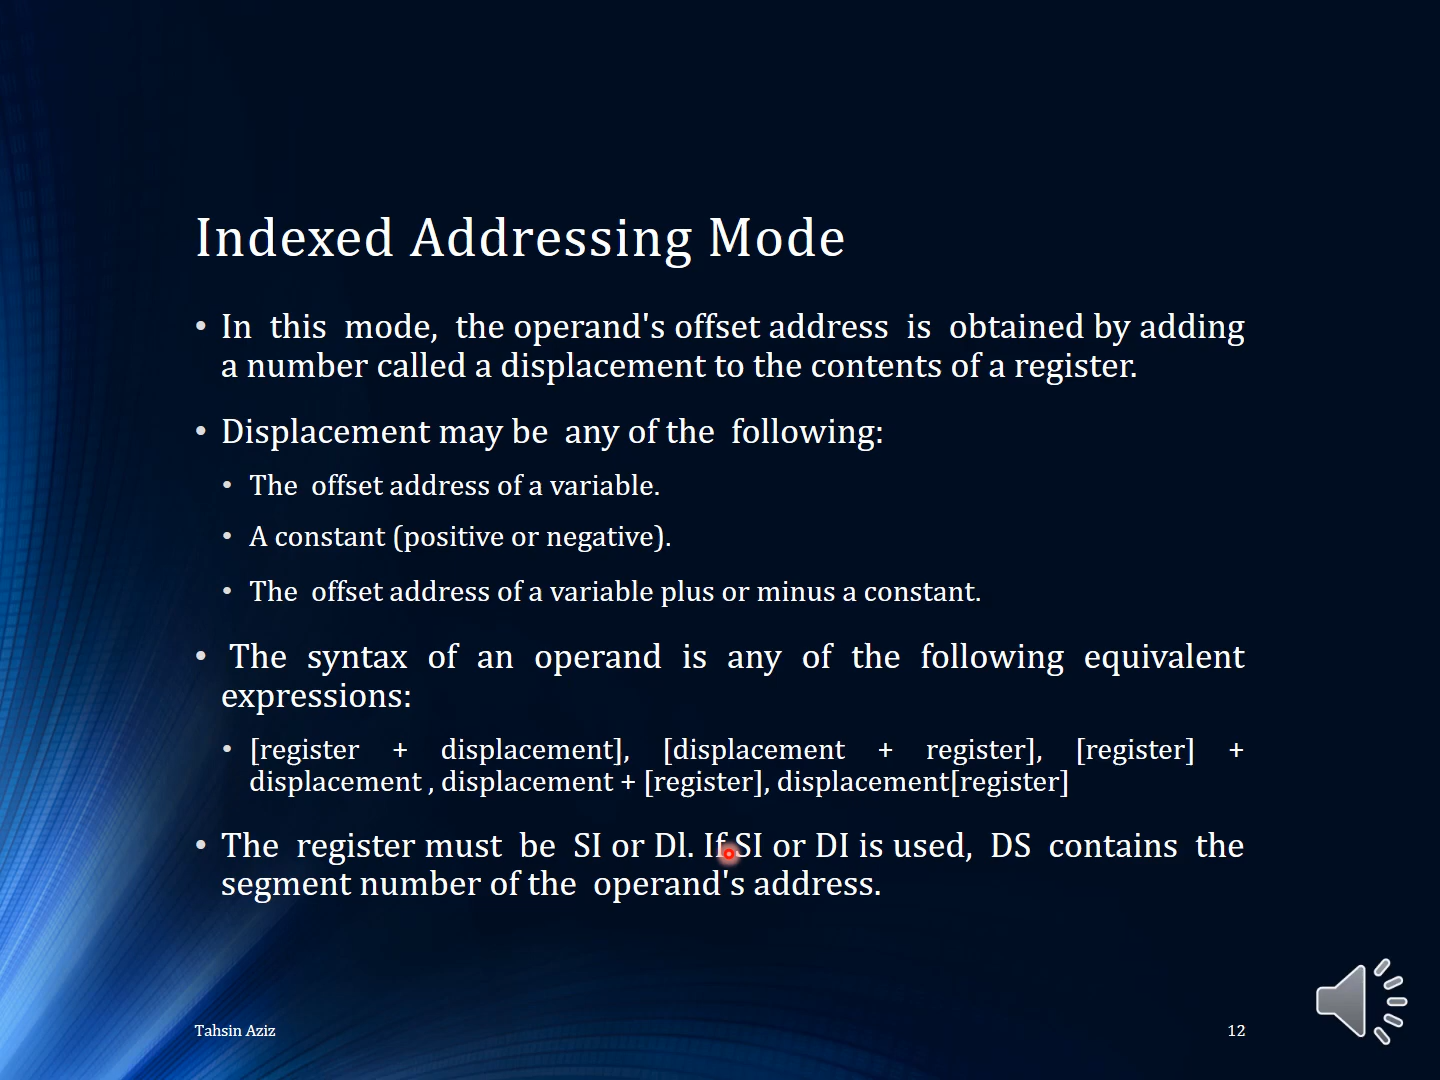 Indexed Addressing Mode
• In this mode, the operand's offset address is obtained by adding
a number called a displacement to the contents of a register.
• Displacement may be any of the following:
• The offset address of a variable.
• A constant (positive or negative).
• The offset address of a variable plus or minus a constant.
• The syntax of an operand is any of the following equivalent
expressions:
• [register + displacement], [displacement + register], [register] +
displacement , displacement + [register], displacement[register]
• The register must be SI or Dl. If SI or DI is used, DS contains the
segment number of the operand's address.
Tahsin Aziz
12